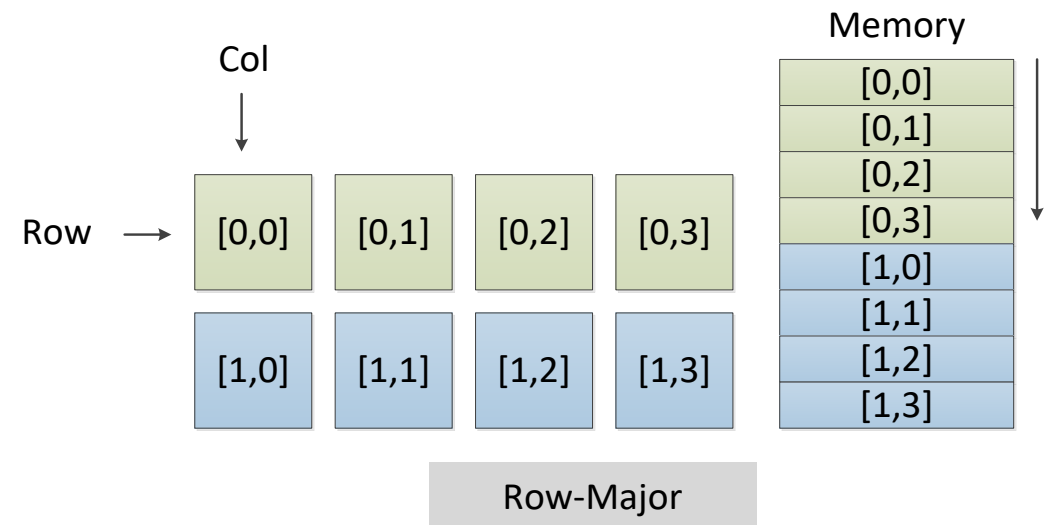 Col
Row
[0,0] [0,1] [0,2] [0,3]
[1,0] [1,1] [1,2] [1,3]
Memory
[0,0]
[0,1]
[0,2]
[0,3]
[1,0]
[1,1]
[1,2]
[1,3]
Row-Major